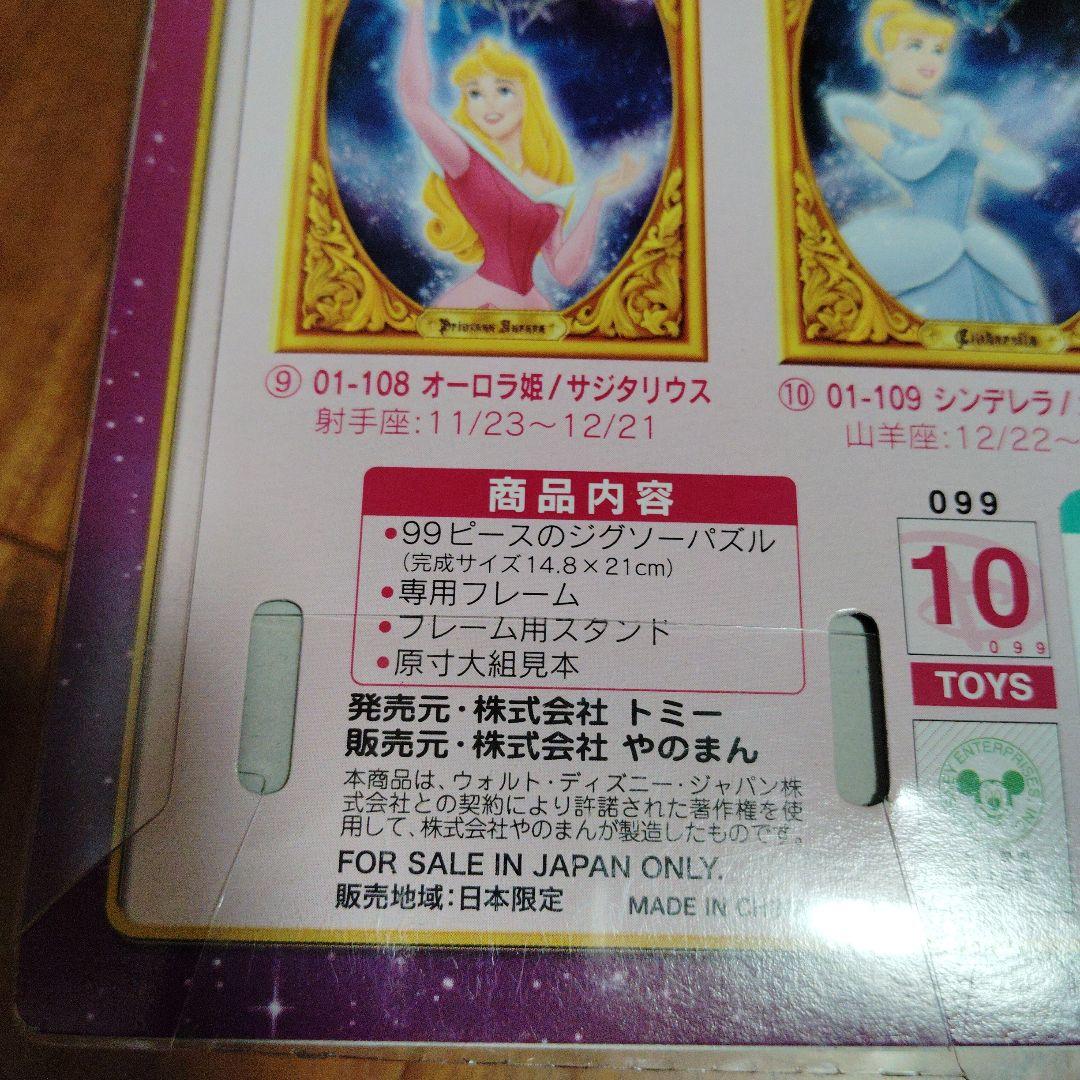 Princess Aurora
Cinderella
⑨ 01-108 オーロラ姫/サジタリウス
射手座:11/23〜12/21
⑩ 01-109 シンデレラ/
山羊座:12/22〜
商品内容
•99ピースのジグソーパズル
(完成サイズ14.8×21cm)
•専用フレーム
•フレーム用スタンド
•原寸大組見本
099
10
099
TOYS
発売元・株式会社 トミー
販売元・株式会社 やのまん
本商品は、ウォルト・ディズニー・ジャパン株
式会社との契約により許諾された著作権を使
用して、株式会社やのまんが製造したものです。
FOR SALE IN JAPAN ONLY.
販売地域:日本限定
MADE IN
ENTERPRISES INC.